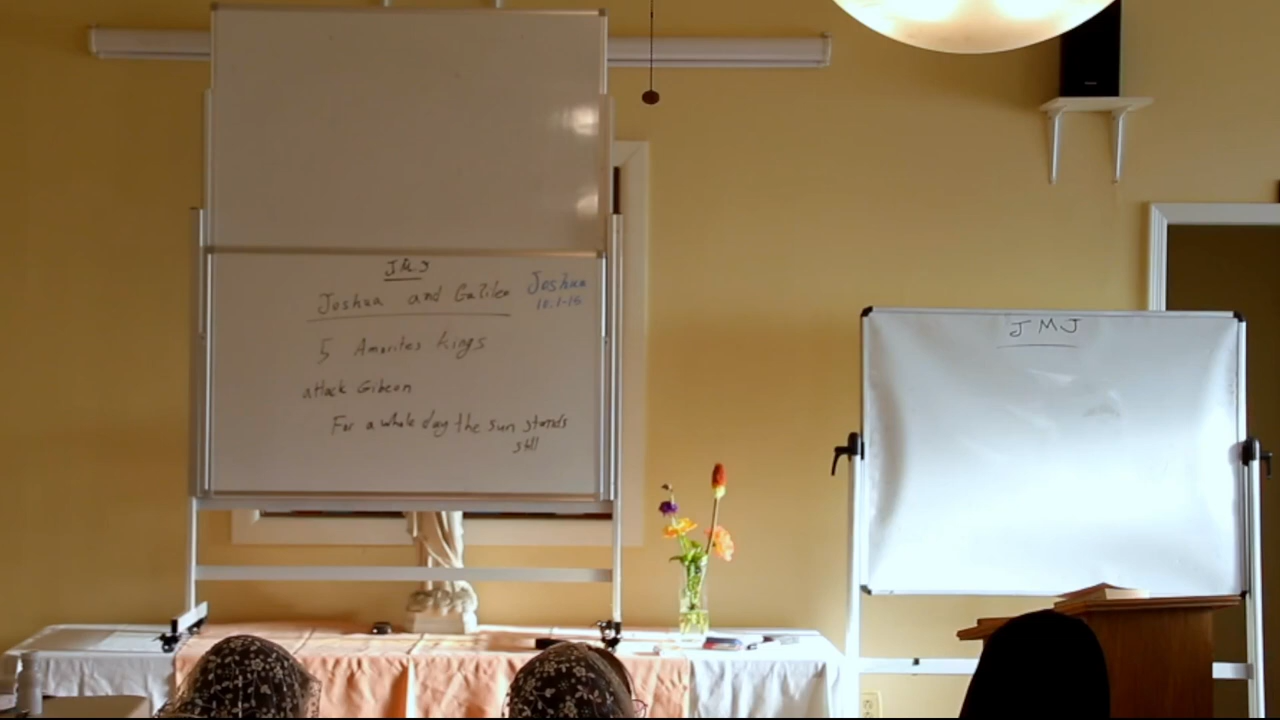 J.M.J
Joshua and Galileo
Joshua
10:1-15
5 Amorites Kings
attack Gibeon
For a whole day the sun stands
still
JMJ